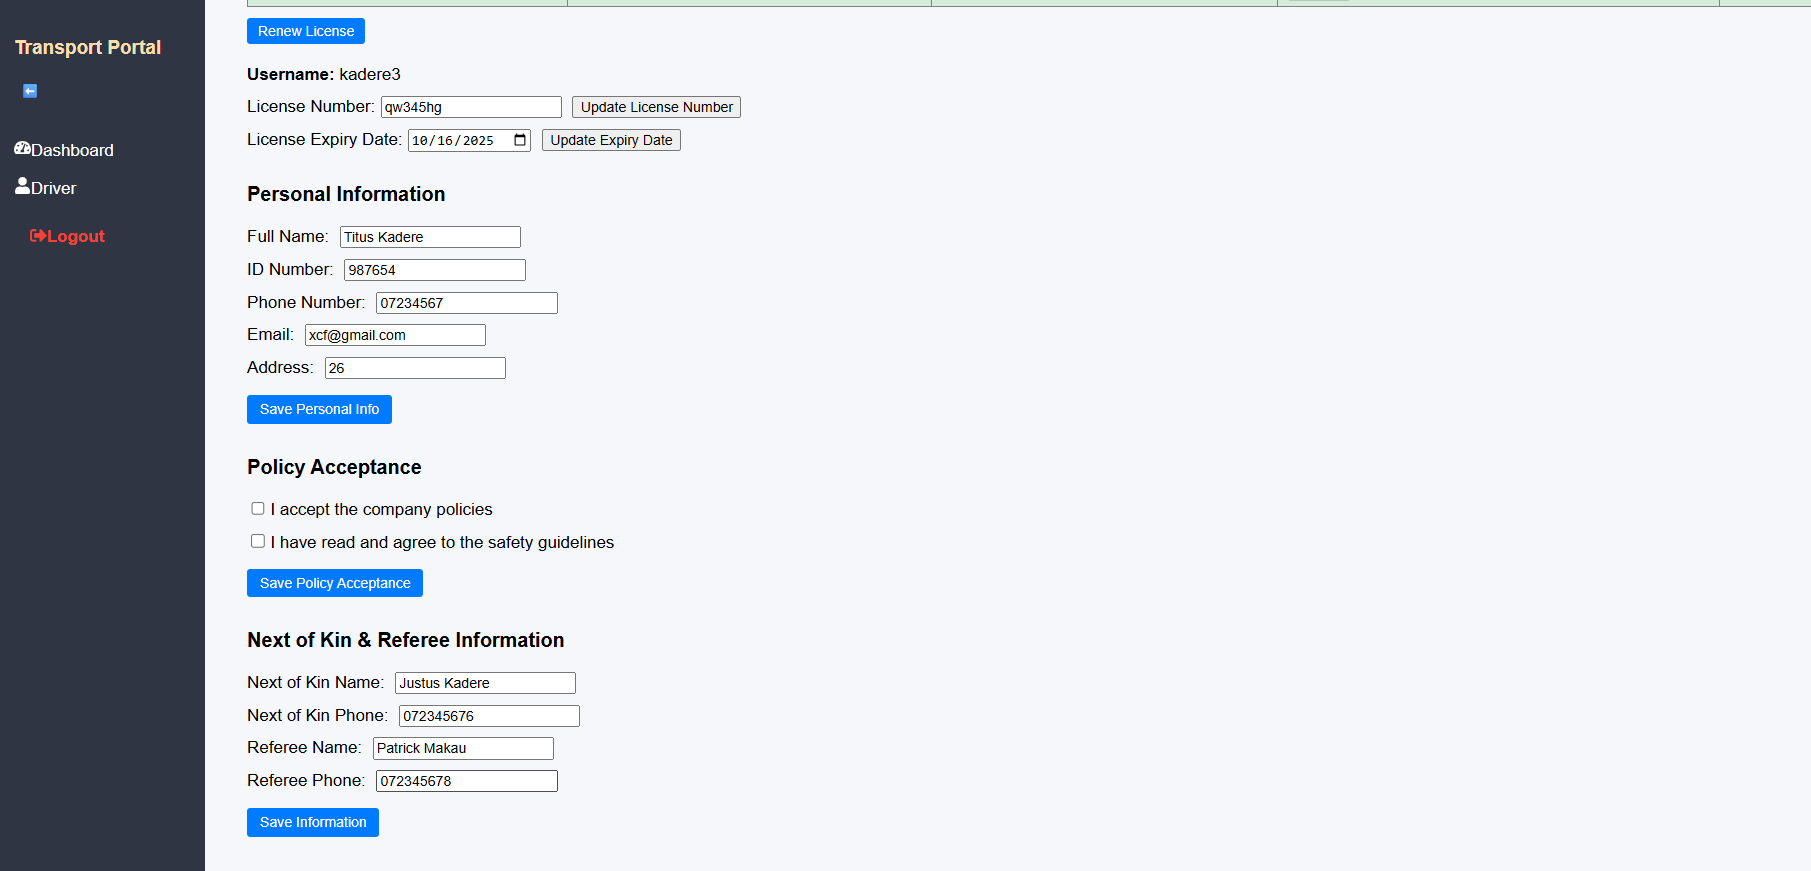 Transport Portal
Dashboard
Driver
Logout
Renew License
Username: kadere3
License Number: qw345hg Update License Number
License Expiry Date: 10/16/2025 Update Expiry Date
Personal Information
Full Name: Titus Kadere
ID Number: 987654
Phone Number: 07234567
Email: xcf@gmail.com
Address: 26
Save Personal Info
Policy Acceptance
I accept the company policies
I have read and agree to the safety guidelines
Save Policy Acceptance
Next of Kin & Referee Information
Next of Kin Name: Justus Kadere
Next of Kin Phone: 072345676
Referee Name: Patrick Makau
Referee Phone: 072345678
Save Information